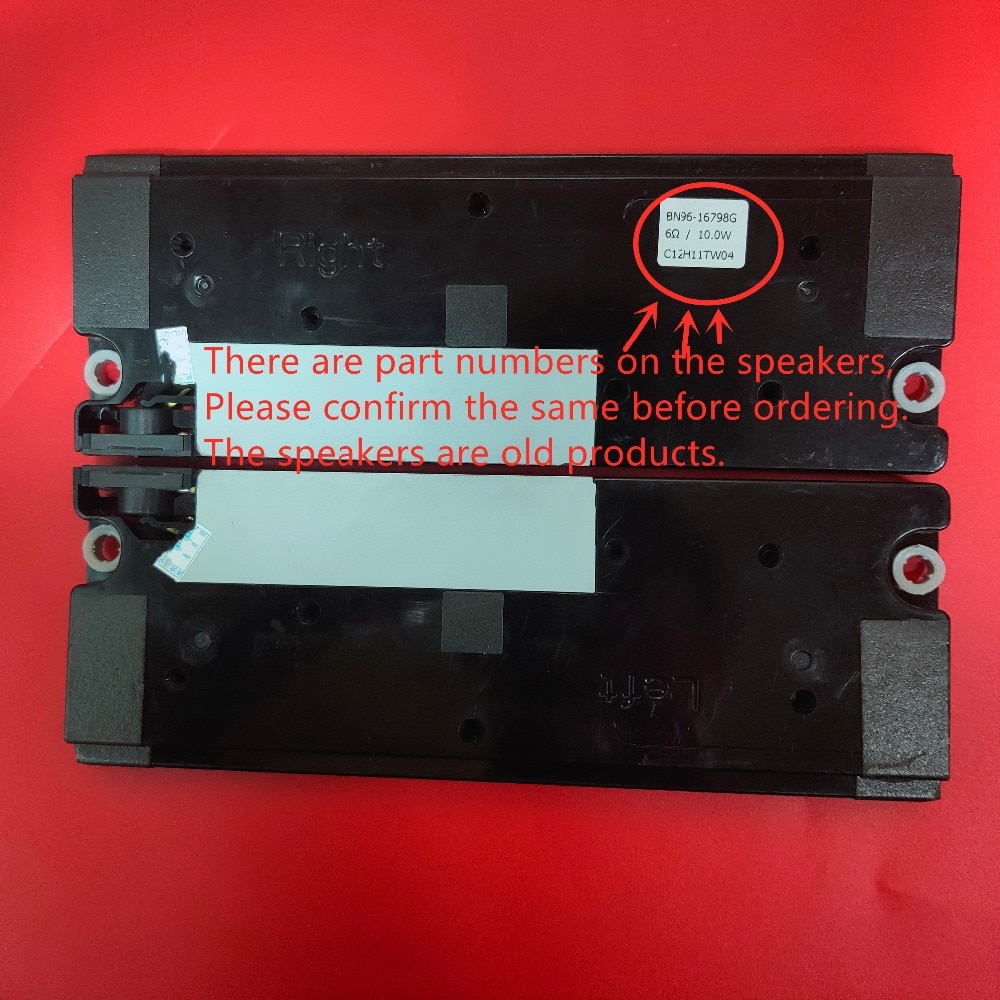 BN96-16798G
6Ω / 10.0W
C12H11TW04
Right
There are part numbers on the speakers,
Please confirm the same before ordering.
The speakers are old products.
Left